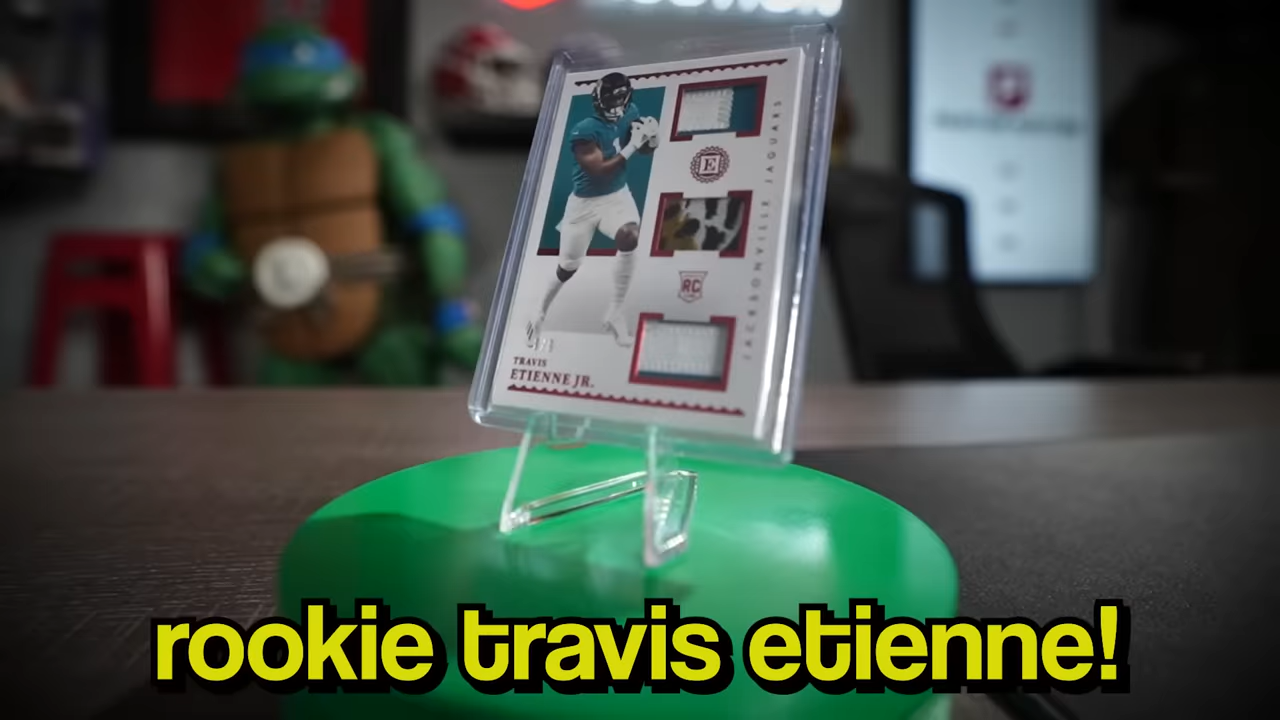 E
JACKSONVILLE JAGUARS
RC
TRAVIS
ETIENNE JR.
rookie travis etienne!